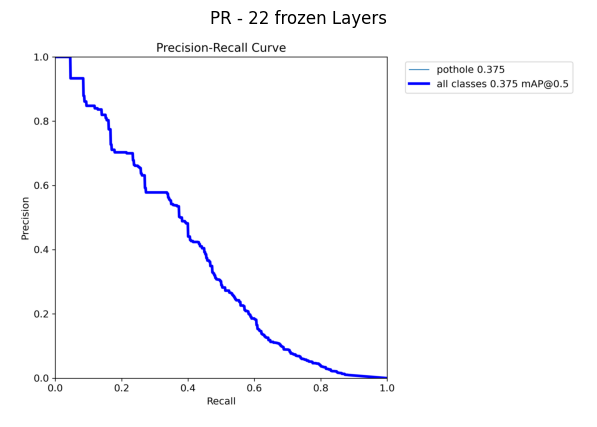 PR - 22 frozen Layers
Precision-Recall Curve
pothole 0.375
all classes 0.375 mAP@0.5
1.0
0.8
0.6
0.4
0.2
0.0
Precision
0.0 0.2 0.4 0.6 0.8 1.0
Recall